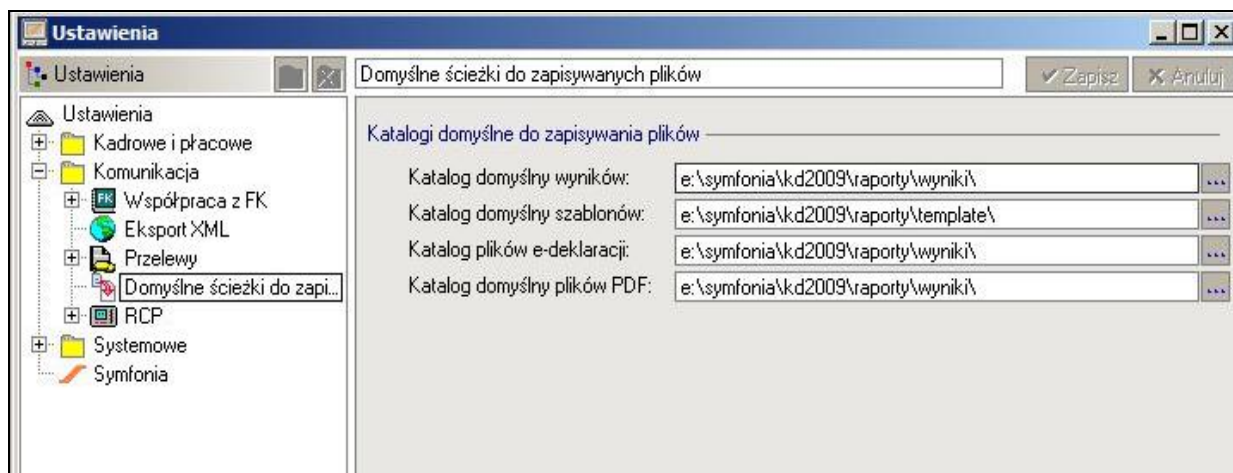 Ustawienia
Ustawienia
Domyślne ścieżki do zapisywanych plików
Zapisz
Anuluj
Ustawienia
Kadrowe i płacowe
Komunikacja
Współpraca z FK
Eksport XML
Przelewy
Domyślne ścieżki do zapi...
RCP
Systemowe
Symfonia
Katalogi domyślne do zapisywania plików
Katalog domyślny wyników: e:\symfonia\kd2009\raporty\wyniki\ ...
Katalog domyślny szablonów: e:\symfonia\kd2009\raporty\template\ ...
Katalog plików e-deklaracji: e:\symfonia\kd2009\raporty\wyniki\ ...
Katalog domyślny plików PDF: e:\symfonia\kd2009\raporty\wyniki\ ...